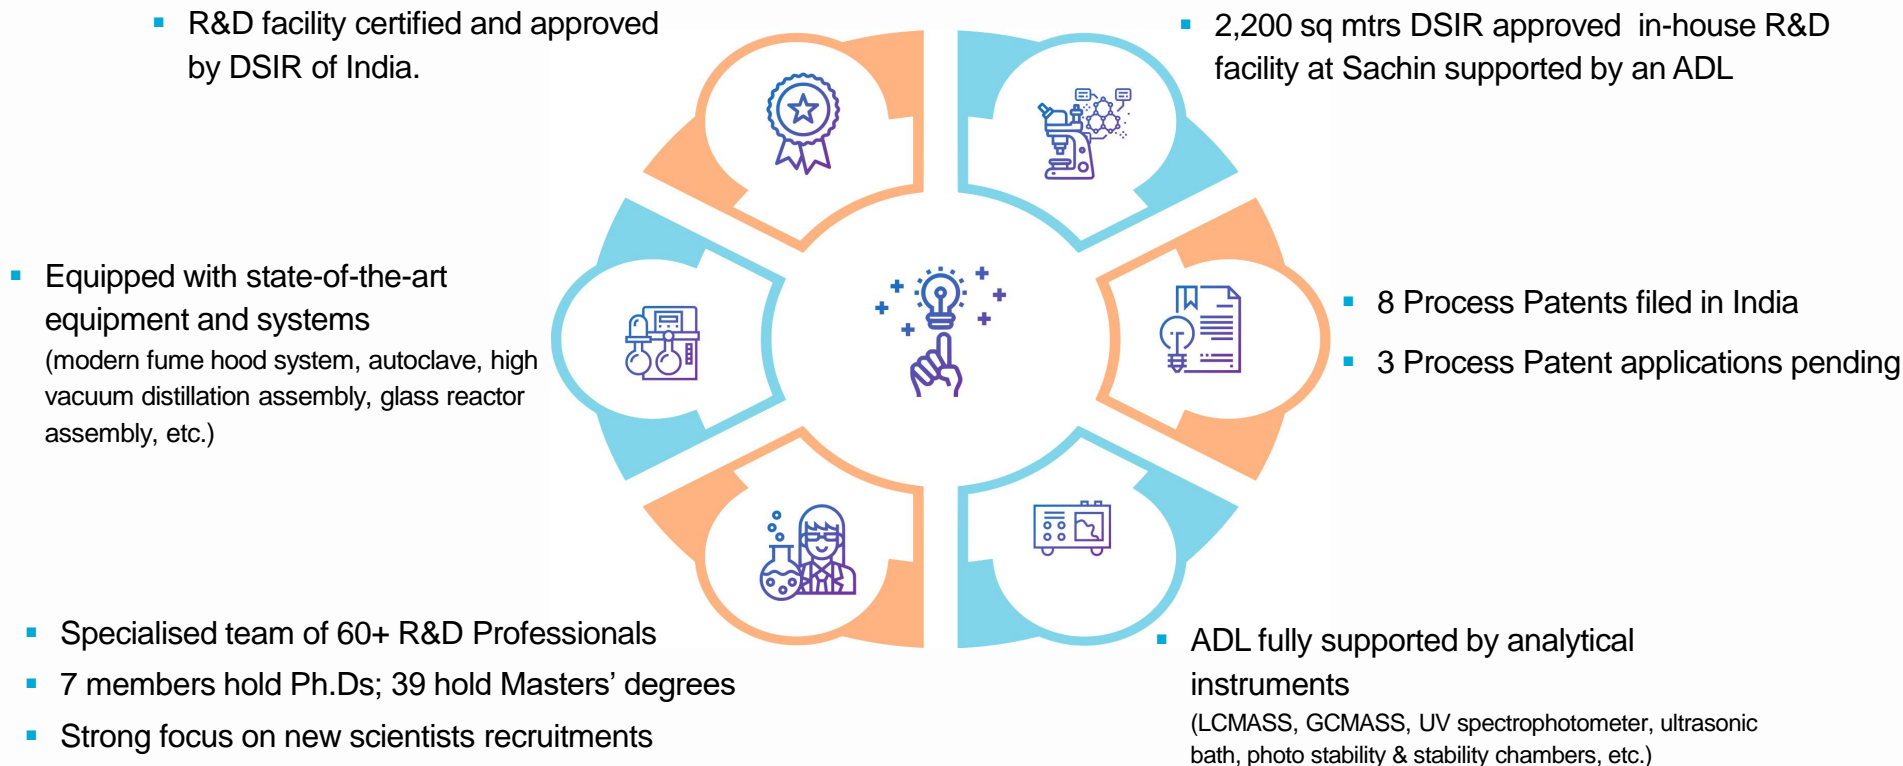 R&D facility certified and approved
by DSIR of India.
2,200 sq mtrs DSIR approved in-house R&D
facility at Sachin supported by an ADL
Equipped with state-of-the-art
equipment and systems
(modern fume hood system, autoclave, high
vacuum distillation assembly, glass reactor
assembly, etc.)
8 Process Patents filed in India
3 Process Patent applications pending
Specialised team of 60+ R&D Professionals
7 members hold Ph.Ds; 39 hold Masters’ degrees
Strong focus on new scientists recruitments
ADL fully supported by analytical
instruments
(LCMASS, GCMASS, UV spectrophotometer, ultrasonic
bath, photo stability & stability chambers, etc.)